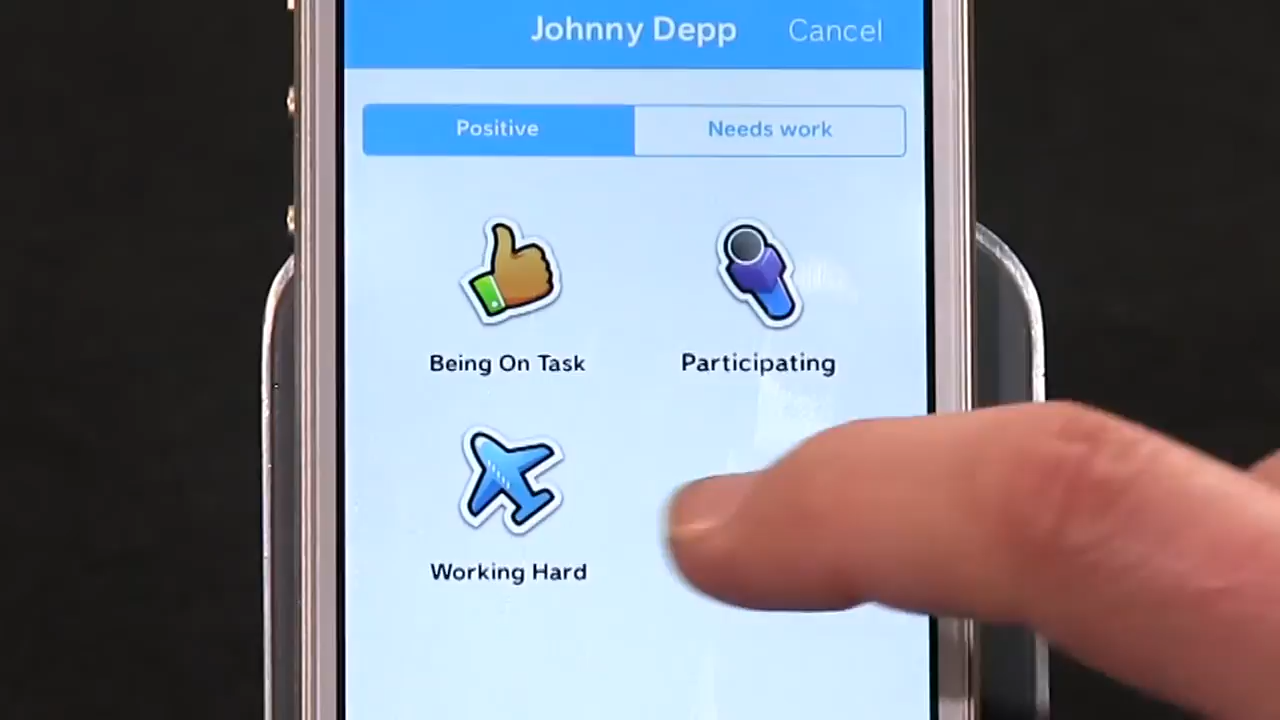 Johnny Depp Cancel
Positive Needs work
Being On Task Participating
Working Hard